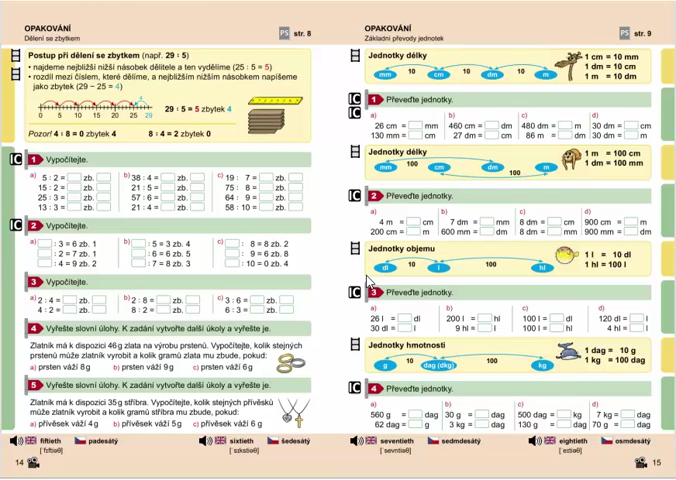 OPAKOVÁNÍ
Dělení se zbytkem
PS str. 8
Postup při dělení se zbytkem (např. 29 : 5)
• najdeme nejbližší nižší násobek dělitele a ten vydělíme (25 : 5 = 5)
• rozdíl mezi číslem, které dělíme, a nejbližším nižším násobkem napíšeme
jako zbytek (29 − 25 = 4)
0 5 10 15 20 25 29
29 : 5 = 5 zbytek 4
Pozor! 4 : 8 = 0 zbytek 4 8 : 4 = 2 zbytek 0
1 Vypočítejte.
a) 5 : 2 = zb. b) 38 : 4 = zb. c) 19 : 7 = zb.
15 : 2 = zb. 21 : 5 = zb. 75 : 8 = zb.
25 : 3 = zb. 57 : 6 = zb. 64 : 9 = zb.
13 : 3 = zb. 21 : 4 = zb. 58 : 10 = zb.
2 Vypočítejte.
a) : 3 = 6 zb. 1 b) : 5 = 3 zb. 4 c) : 8 = 8 zb. 2
: 2 = 7 zb. 1 : 6 = 6 zb. 5 : 9 = 6 zb. 8
: 4 = 9 zb. 2 : 7 = 8 zb. 3 : 10 = 0 zb. 4
3 Vypočítejte.
a) 2 : 4 = zb. b) 2 : 8 = zb. c) 3 : 6 = zb.
4 : 2 = zb. 8 : 2 = zb. 6 : 3 = zb.
4 Vyřešte slovní úlohy. K zadání vytvořte další úkoly a vyřešte je.
Zlatník má k dispozici 46 g zlata na výrobu prstenů. Vypočítejte, kolik stejných
prstenů může zlatník vyrobit a kolik gramů zlata mu zbude, pokud:
a) prsten váží 8 g b) prsten váží 9 g c) prsten váží 6 g
5 Vyřešte slovní úlohy. K zadání vytvořte další úkoly a vyřešte je.
Zlatník má k dispozici 35 g stříbra. Vypočítejte, kolik stejných přívěsků
může zlatník vyrobit a kolik gramů stříbra mu zbude, pokud:
a) přívěsek váží 4 g b) přívěsek váží 5 g c) přívěsek váží 6 g
fiftieth padesátý sixtieth šedesátý
14
OPAKOVÁNÍ
Základní převody jednotek
PS str. 9
Jednotky délky
mm 10 cm 10 dm 10 m
1 cm = 10 mm
1 dm = 10 cm
1 m = 10 dm
1 Převeďte jednotky.
a) b) c) d)
26 cm = mm 460 cm = dm 480 dm = m 30 dm = cm
130 mm = cm 27 dm = cm 86 m = dm 30 dm = m
Jednotky délky
mm 100 cm dm 100 m
1 m = 100 cm
1 dm = 100 mm
2 Převeďte jednotky.
a) b) c) d)
4 m = cm 7 dm = mm 8 dm = cm 900 cm = m
200 cm = m 600 mm = dm 8 dm = mm 900 mm = dm
Jednotky objemu
dl 10 l 100 hl
1 l = 10 dl
1 hl = 100 l
3 Převeďte jednotky.
a) b) c) d)
26 l = dl 200 l = hl 100 l = dl 120 dl = l
30 dl = l 9 hl = l 100 dl = l 4 hl = l
Jednotky hmotnosti
g 10 dag (dkg) 100 kg
1 dag = 10 g
1 kg = 100 dag
4 Převeďte jednotky.
a) b) c) d)
560 g = dag 30 g = dag 500 dag = kg 7 kg = dag
62 dag = g 3 kg = dag 130 g = dag 70 g = dag
seventieth sedmdesátý eightieth osmdesátý
15